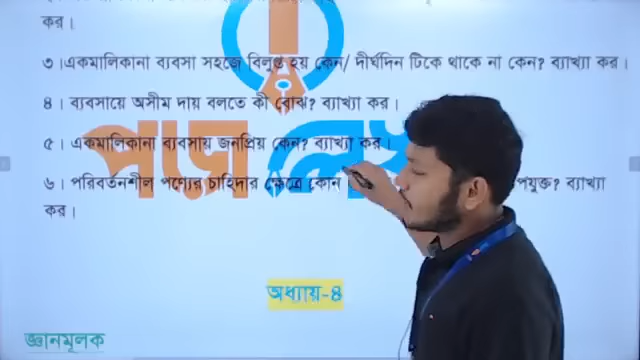 কর।
৩।একমালিকানা ব্যবসা সহজে বিলুপ্ত হয় কেন/ দীর্ঘদিন টিকে থাকে না কেন? ব্যাখ্যা কর।
৪। ব্যবসায়ে অসীম দায় বলতে কী বোঝ? ব্যাখ্যা কর।
৫। একমালিকানা ব্যবসায় জনপ্রিয় কেন? ব্যাখ্যা কর।
৬। পরিবর্তনশীল পণ্যের চাহিদার ক্ষেত্রে কোন পযুক্ত? ব্যাখ্যা
কর।
অধ্যায়-৪
জ্ঞানমূলক